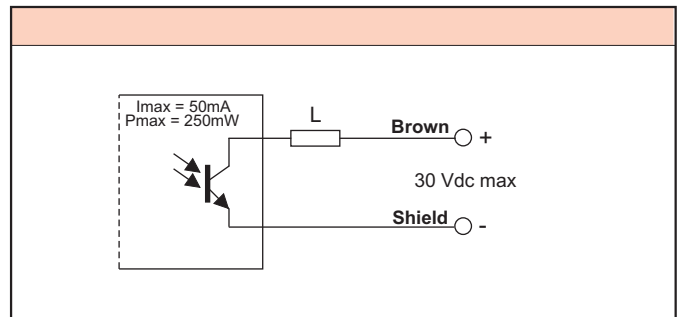 Imax = 50mA
Pmax = 250mW
L
Brown
+
30 Vdc max
Shield
-